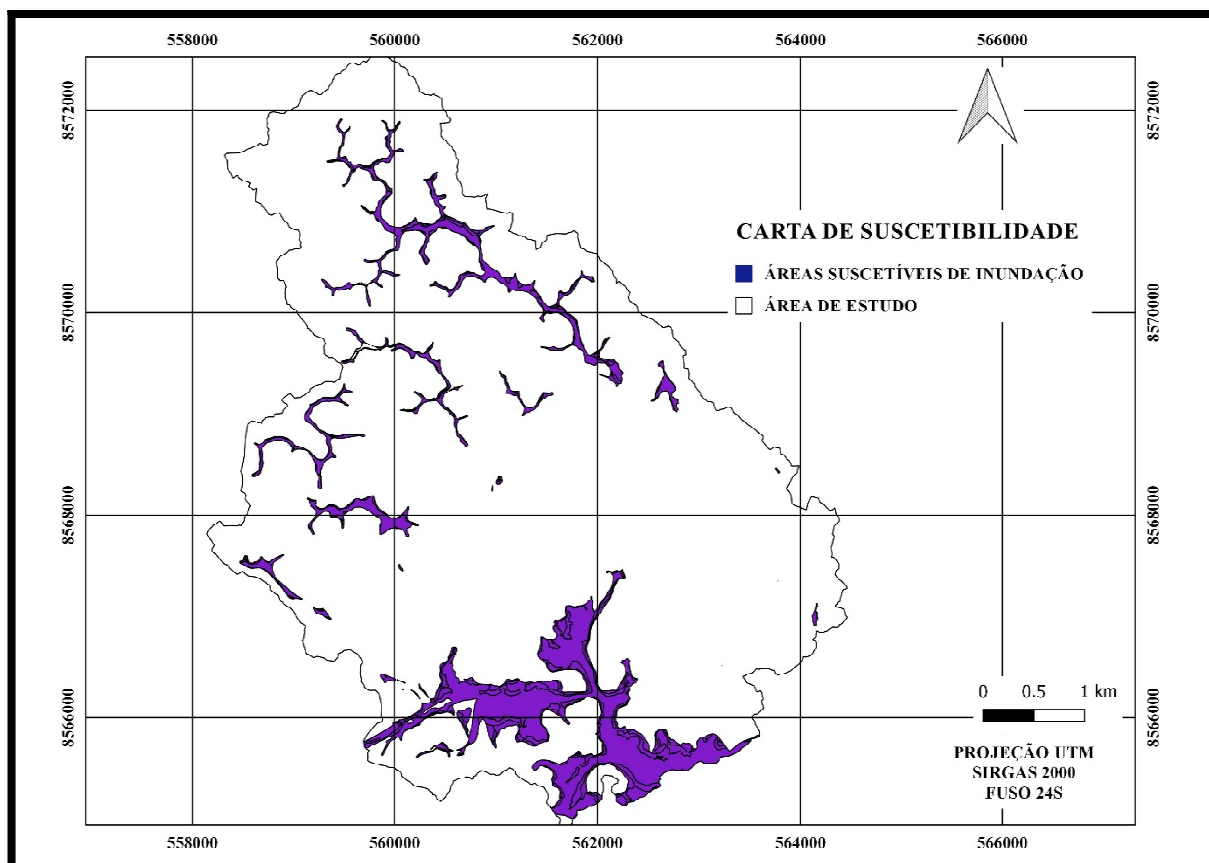 558000 560000 562000 564000 566000
8572000 8572000
CARTA DE SUSCETIBILIDADE
ÁREAS SUSCETÍVEIS DE INUNDAÇÃO
8570000 8570000
ÁREA DE ESTUDO
8568000 8568000
0 0.5 1 km
8566000 8566000
PROJEÇÃO UTM
SIRGAS 2000
FUSO 24S
558000 560000 562000 564000 566000